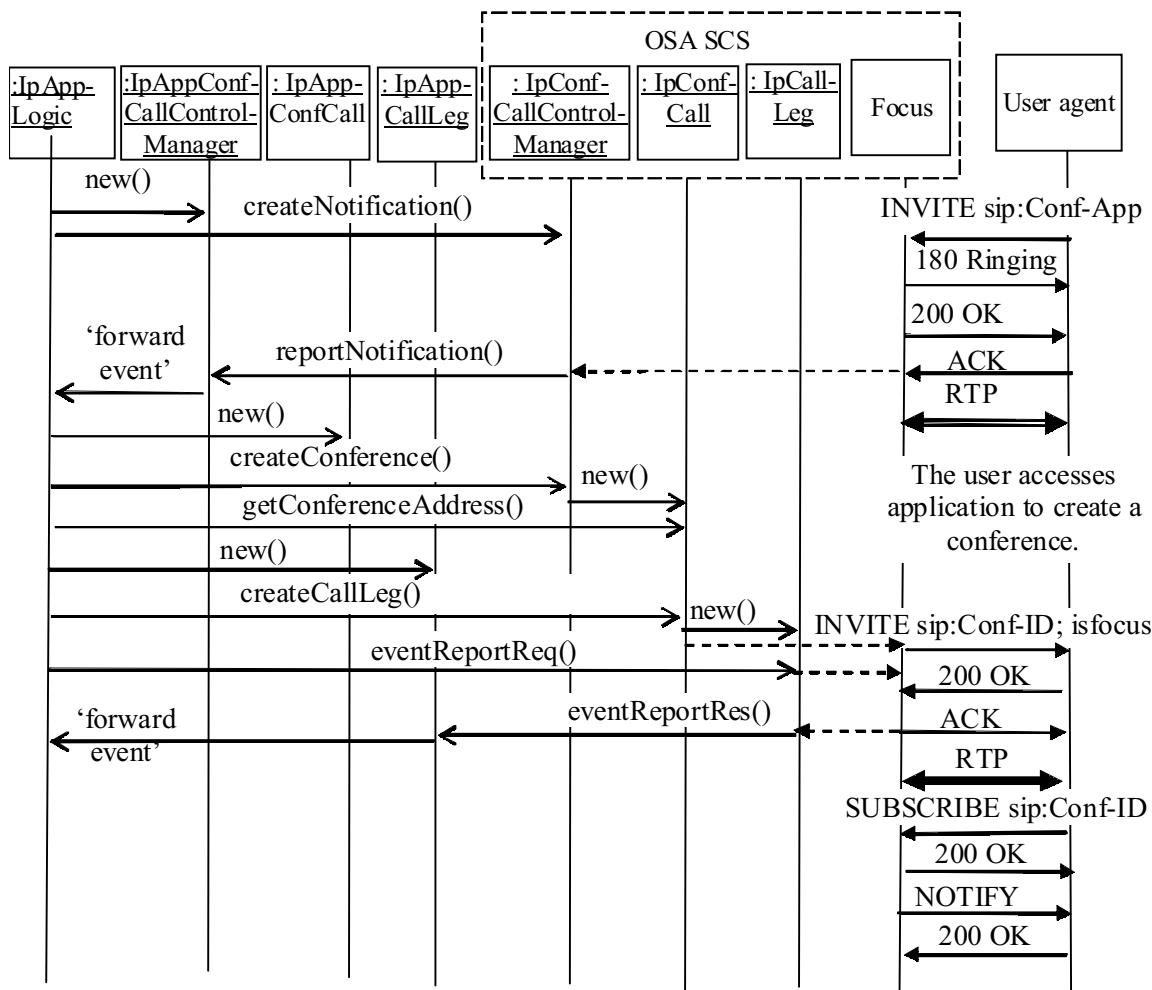 OSA SCS
:IpApp-
Logic
:IpAppConf-
CallControl-
Manager
: IpApp-
ConfCall
: IpApp-
CallLeg
: IpConf-
CallControl-
Manager
: IpConf-
Call
: IpCall-
Leg
Focus
User agent
new()
createNotification()
INVITE sip:Conf-App
180 Ringing
200 OK
‘forward
event’
reportNotification()
ACK
RTP
new()
createConference()
new()
getConferenceAddress()
The user accesses
application to create a
conference.
new()
createCallLeg()
new()
INVITE sip:Conf-ID; isfocus
eventReportReq()
200 OK
‘forward
event’
eventReportRes()
ACK
RTP
SUBSCRIBE sip:Conf-ID
200 OK
NOTIFY
200 OK